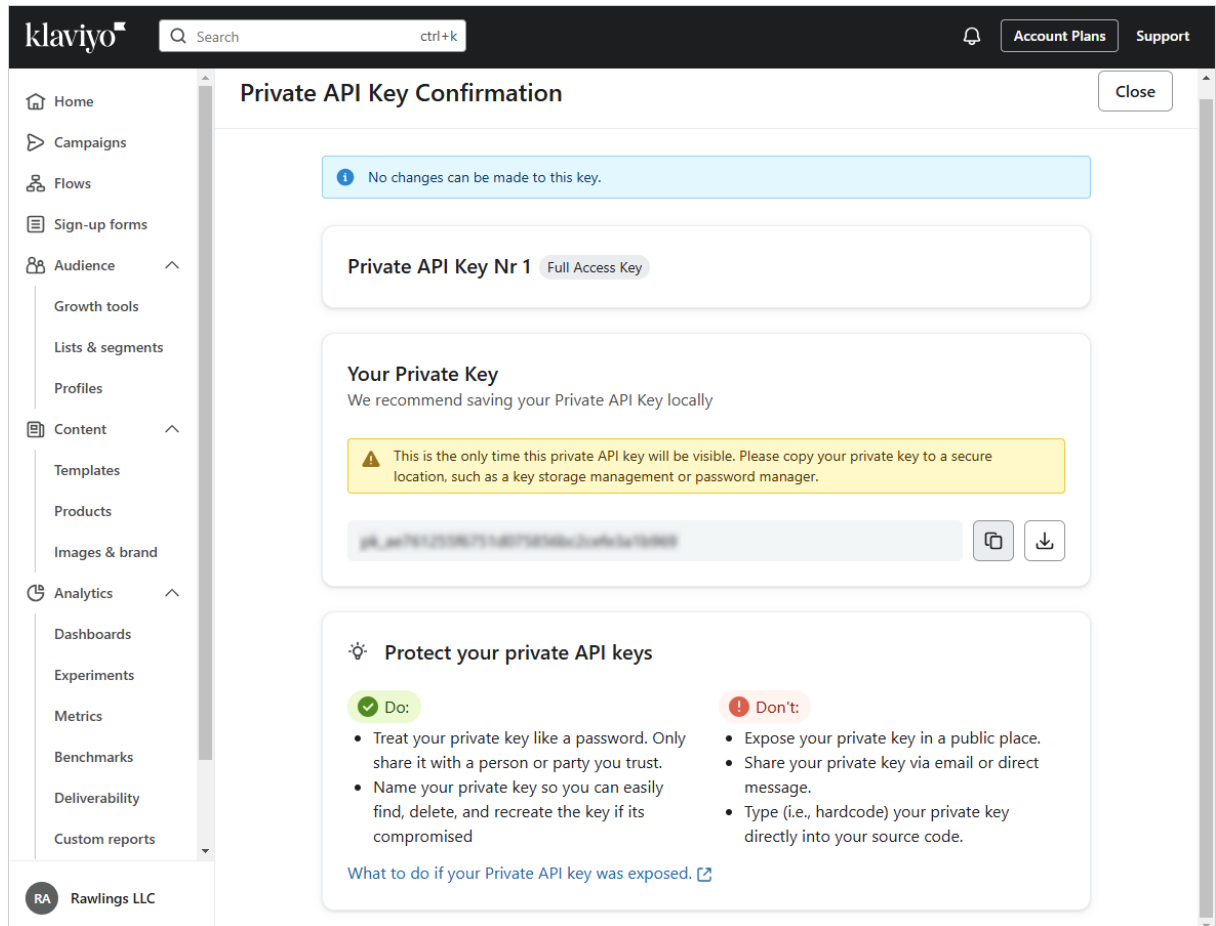 klaviyo
Search ctrl+k
Account Plans
Support
Home
Campaigns
Flows
Sign-up forms
Audience
Growth tools
Lists & segments
Profiles
Content
Templates
Products
Images & brand
Analytics
Dashboards
Experiments
Metrics
Benchmarks
Deliverability
Custom reports
RA Rawlings LLC
Private API Key Confirmation
Close
No changes can be made to this key.
Private API Key Nr 1 Full Access Key
Your Private Key
We recommend saving your Private API Key locally
This is the only time this private API key will be visible. Please copy your private key to a secure
location, such as a key storage management or password manager.
Protect your private API keys
Do:
• Treat your private key like a password. Only
share it with a person or party you trust.
• Name your private key so you can easily
find, delete, and recreate the key if its
compromised
Don't:
• Expose your private key in a public place.
• Share your private key via email or direct
message.
• Type (i.e., hardcode) your private key
directly into your source code.
What to do if your Private API key was exposed.